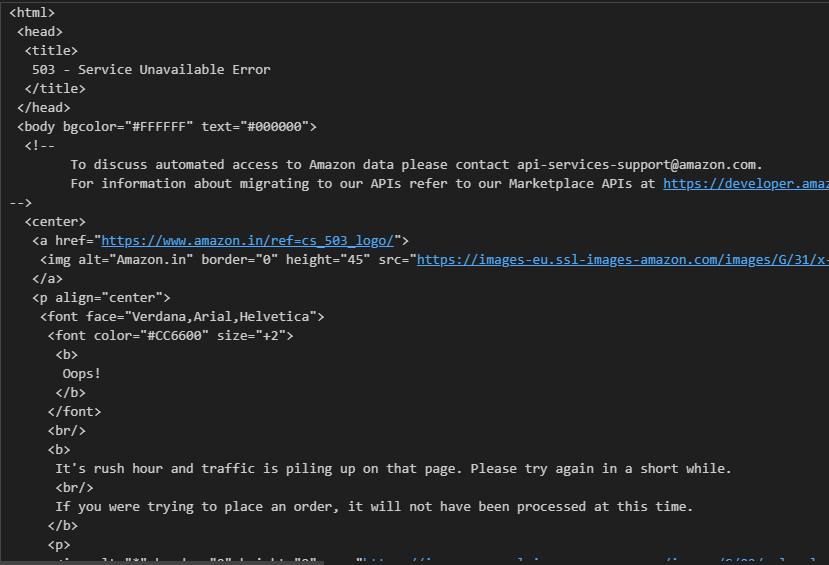 <html>
<head>
<title>
503 - Service Unavailable Error
</title>
</head>
<body bgcolor="#FFFFFF" text="#000000">
<!--
To discuss automated access to Amazon data please contact api-services-support@amazon.com.
For information about migrating to our APIs refer to our Marketplace APIs at https://developer.amaz
-->
<center>
<a href="https://www.amazon.in/ref=cs_503_logo/">
<img alt="Amazon.in" border="0" height="45" src="https://images-eu.ssl-images-amazon.com/images/G/31/x-
</a>
<p align="center">
<font face="Verdana,Arial,Helvetica">
<font color="#CC6600" size="+2">
<b>
Oops!
</b>
</font>
<br/>
<b>
It's rush hour and traffic is piling up on that page. Please try again in a short while.
<br/>
If you were trying to place an order, it will not have been processed at this time.
</b>
<p>